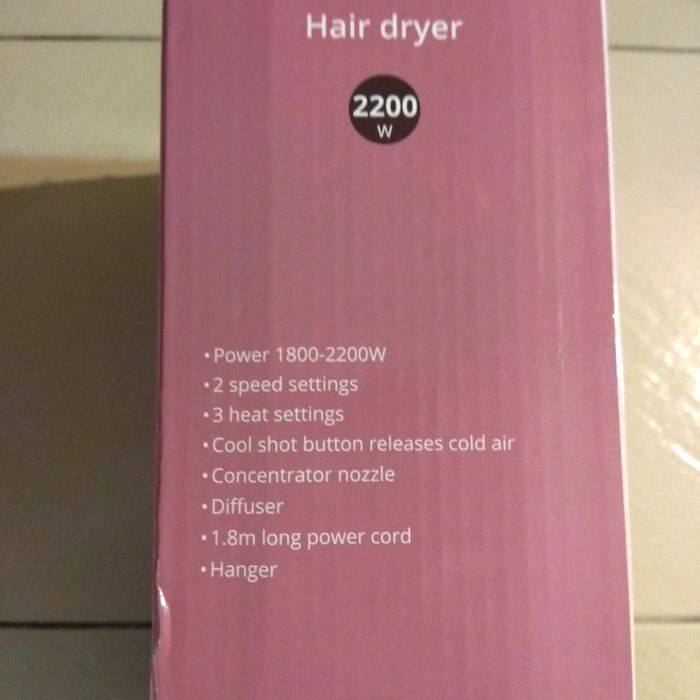 Hair dryer
2200
W
•Power 1800-2200W
•2 speed settings
•3 heat settings
•Cool shot button releases cold air
•Concentrator nozzle
•Diffuser
•1.8m long power cord
•Hanger